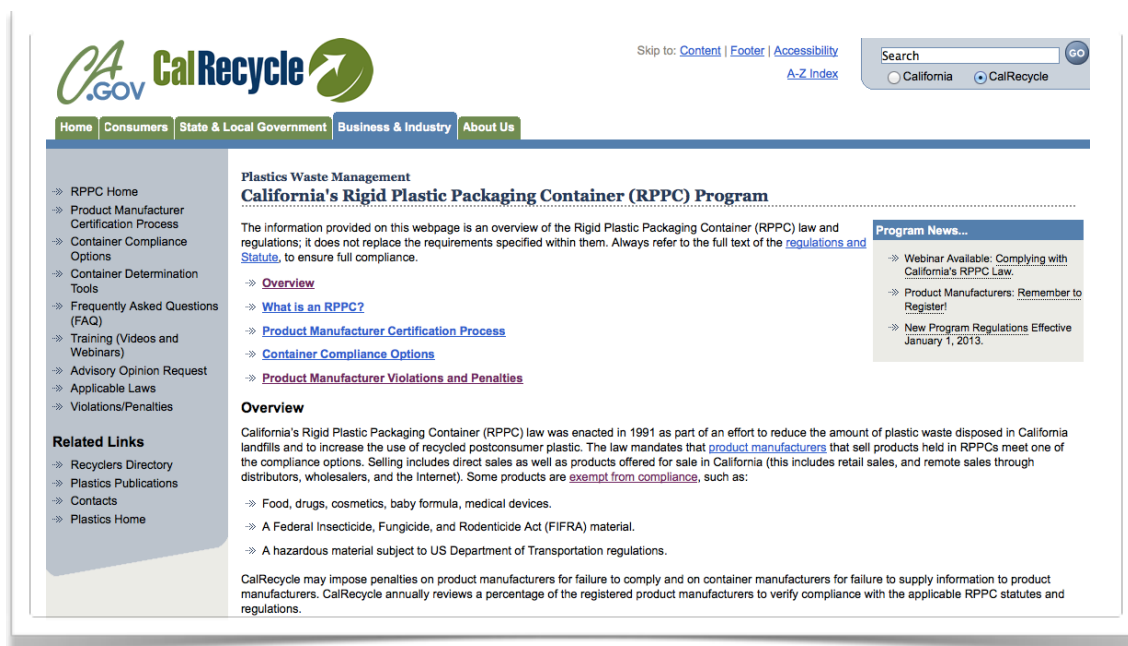 CA.GOV CalRecycle
Skip to: Content | Footer | Accessibility
A-Z Index
Search
GO
California CalRecycle
Home Consumers State & Local Government Business & Industry About Us
RPPC Home
Product Manufacturer
Certification Process
Container Compliance
Options
Container Determination
Tools
Frequently Asked Questions
(FAQ)
Training (Videos and
Webinars)
Advisory Opinion Request
Applicable Laws
Violations/Penalties
Related Links
Recyclers Directory
Plastics Publications
Contacts
Plastics Home
Plastics Waste Management
California's Rigid Plastic Packaging Container (RPPC) Program
The information provided on this webpage is an overview of the Rigid Plastic Packaging Container (RPPC) law and
regulations; it does not replace the requirements specified within them. Always refer to the full text of the regulations and
Statute, to ensure full compliance.
Overview
What is an RPPC?
Product Manufacturer Certification Process
Container Compliance Options
Product Manufacturer Violations and Penalties
Program News...
Webinar Available: Complying with
California's RPPC Law.
Product Manufacturers: Remember to
Register!
New Program Regulations Effective
January 1, 2013.
Overview
California's Rigid Plastic Packaging Container (RPPC) law was enacted in 1991 as part of an effort to reduce the amount of plastic waste disposed in California
landfills and to increase the use of recycled postconsumer plastic. The law mandates that product manufacturers that sell products held in RPPCs meet one of
the compliance options. Selling includes direct sales as well as products offered for sale in California (this includes retail sales, and remote sales through
distributors, wholesalers, and the Internet). Some products are exempt from compliance, such as:
Food, drugs, cosmetics, baby formula, medical devices.
A Federal Insecticide, Fungicide, and Rodenticide Act (FIFRA) material.
A hazardous material subject to US Department of Transportation regulations.
CalRecycle may impose penalties on product manufacturers for failure to comply and on container manufacturers for failure to supply information to product
manufacturers. CalRecycle annually reviews a percentage of the registered product manufacturers to verify compliance with the applicable RPPC statutes and
regulations.